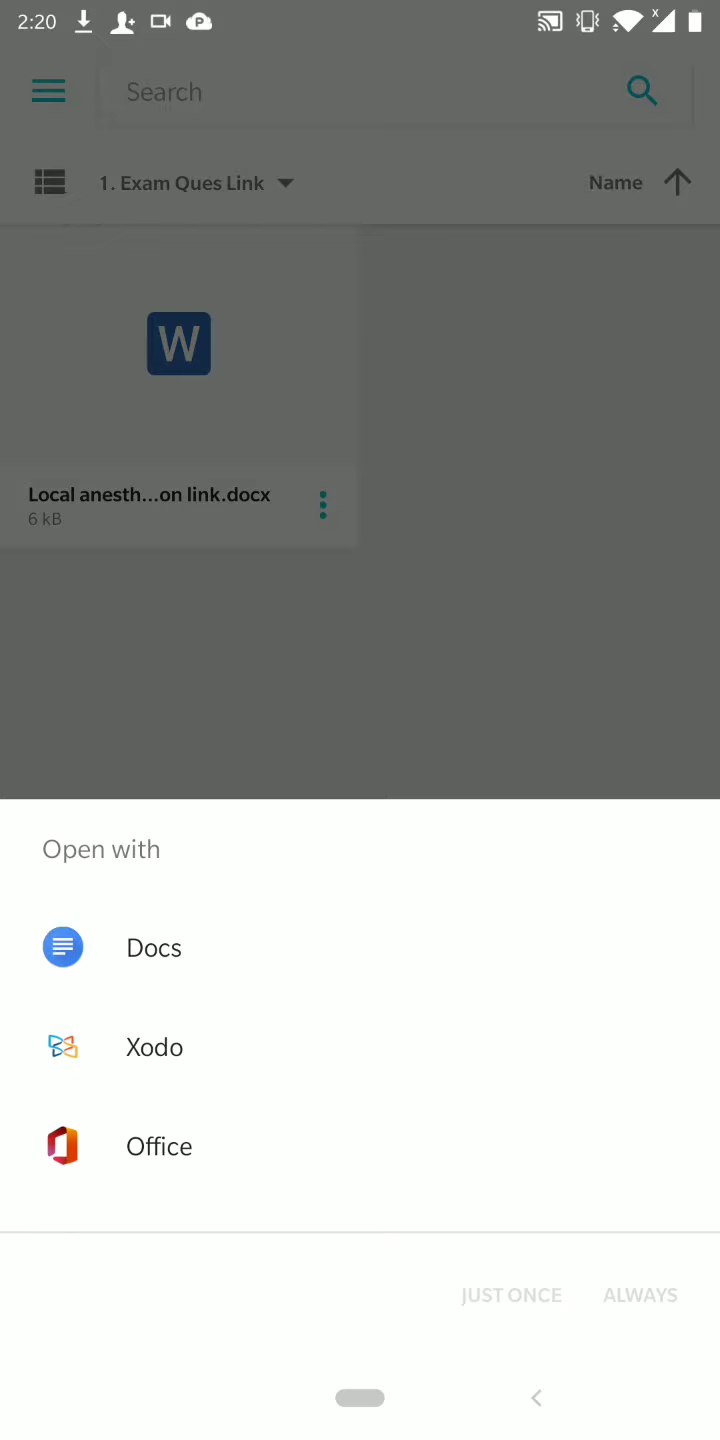 2:20
Search
1. Exam Ques Link
Name
W
Local anesth...on link.docx
6 kB
Open with
Docs
Xodo
Office
JUST ONCE
ALWAYS